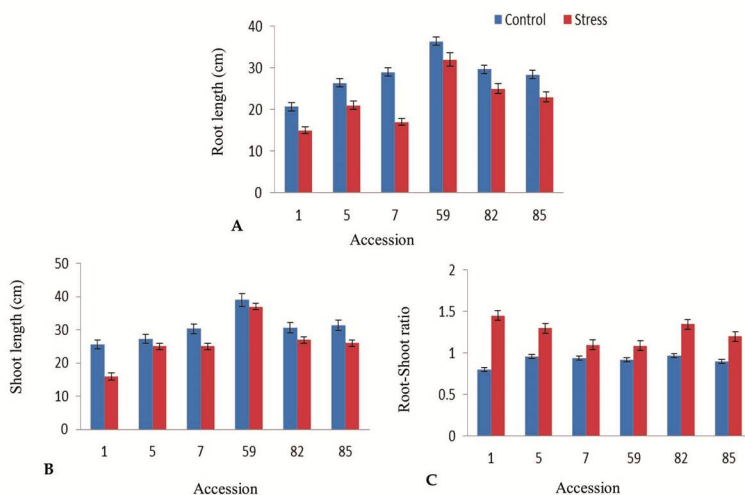 Control Stress
40
30
20
10
0
Root length (cm)
1 5 7 59 82 85
A
Accession
50
40
30
20
10
0
Shoot length (cm)
1 5 7 59 82 85
B
Accession
2
1.5
1
0.5
0
Root-Shoot ratio
1 5 7 59 82 85
C
Accession